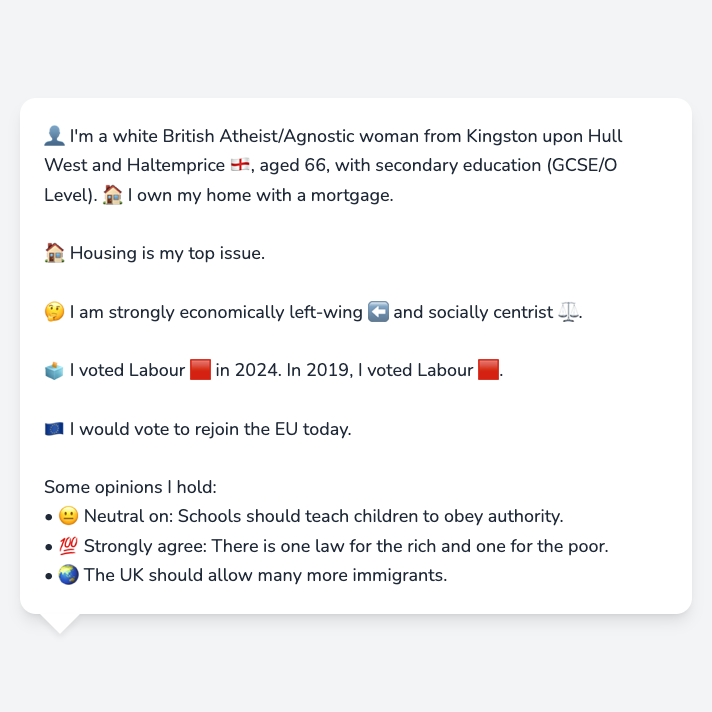 👤 I'm a white British Atheist/Agnostic woman from Kingston upon Hull
West and Haltemprice 🏴󠁧󠁢󠁥󠁮󠁧󠁿, aged 66, with secondary education (GCSE/O
Level). 🏠 I own my home with a mortgage.
🏠 Housing is my top issue.
🤔 I am strongly economically left-wing ⬅️ and socially centrist ⚖️.
🗳️ I voted Labour 🟥 in 2024. In 2019, I voted Labour 🟥.
🇪🇺 I would vote to rejoin the EU today.
Some opinions I hold:
• 😐 Neutral on: Schools should teach children to obey authority.
• 💯 Strongly agree: There is one law for the rich and one for the poor.
• 🌏 The UK should allow many more immigrants.